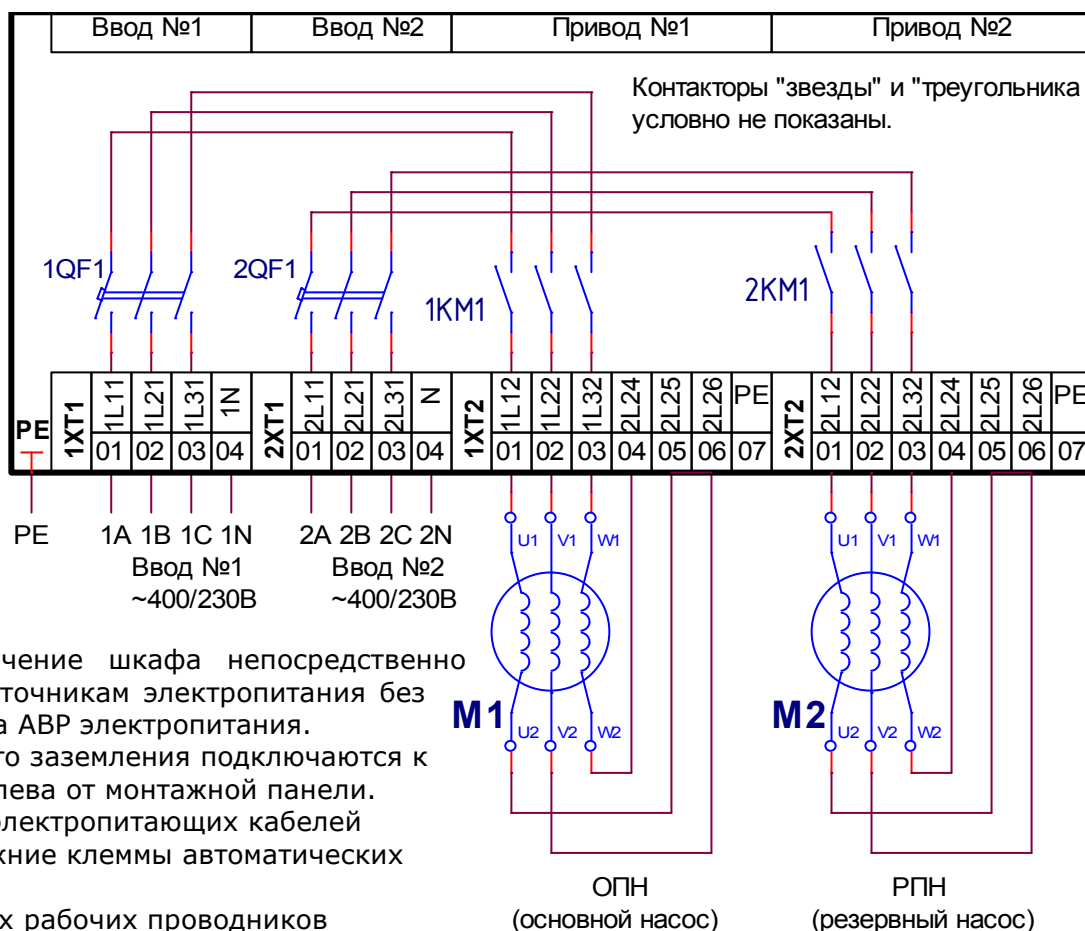 Ввод №1 Ввод №2 Привод №1 Привод №2
Контакторы "звезды" и "треугольника
условно не показаны.
1QF1 2QF1 1КМ1 2КМ1
PE 1XT1 1L11 1L21 1L31 1N 2XT1 2L11 2L21 2L31 N 1XT2 1L12 1L22 1L32 2L24 2L25 2L26 PE 2XT2 2L12 2L22 2L32 2L24 2L25 2L26 PE
01 02 03 04 01 02 03 04 01 02 03 04 05 06 07 01 02 03 04 05 06 07
PE 1A 1B 1C 1N 2A 2B 2C 2N U1 V1 W1 U1 V1 W1
Ввод №1 Ввод №2
~400/230В ~400/230В
чение шкафа непосредственно
точникам электропитания без
а АВР электропитания.
M1 U2 V2 W2 M2 U2 V2 W2
го заземления подключаются к
лева от монтажной панели.
электропитающих кабелей
жние клеммы автоматических
ОПН РПН
х рабочих проводников (основной насос) (резервный насос)